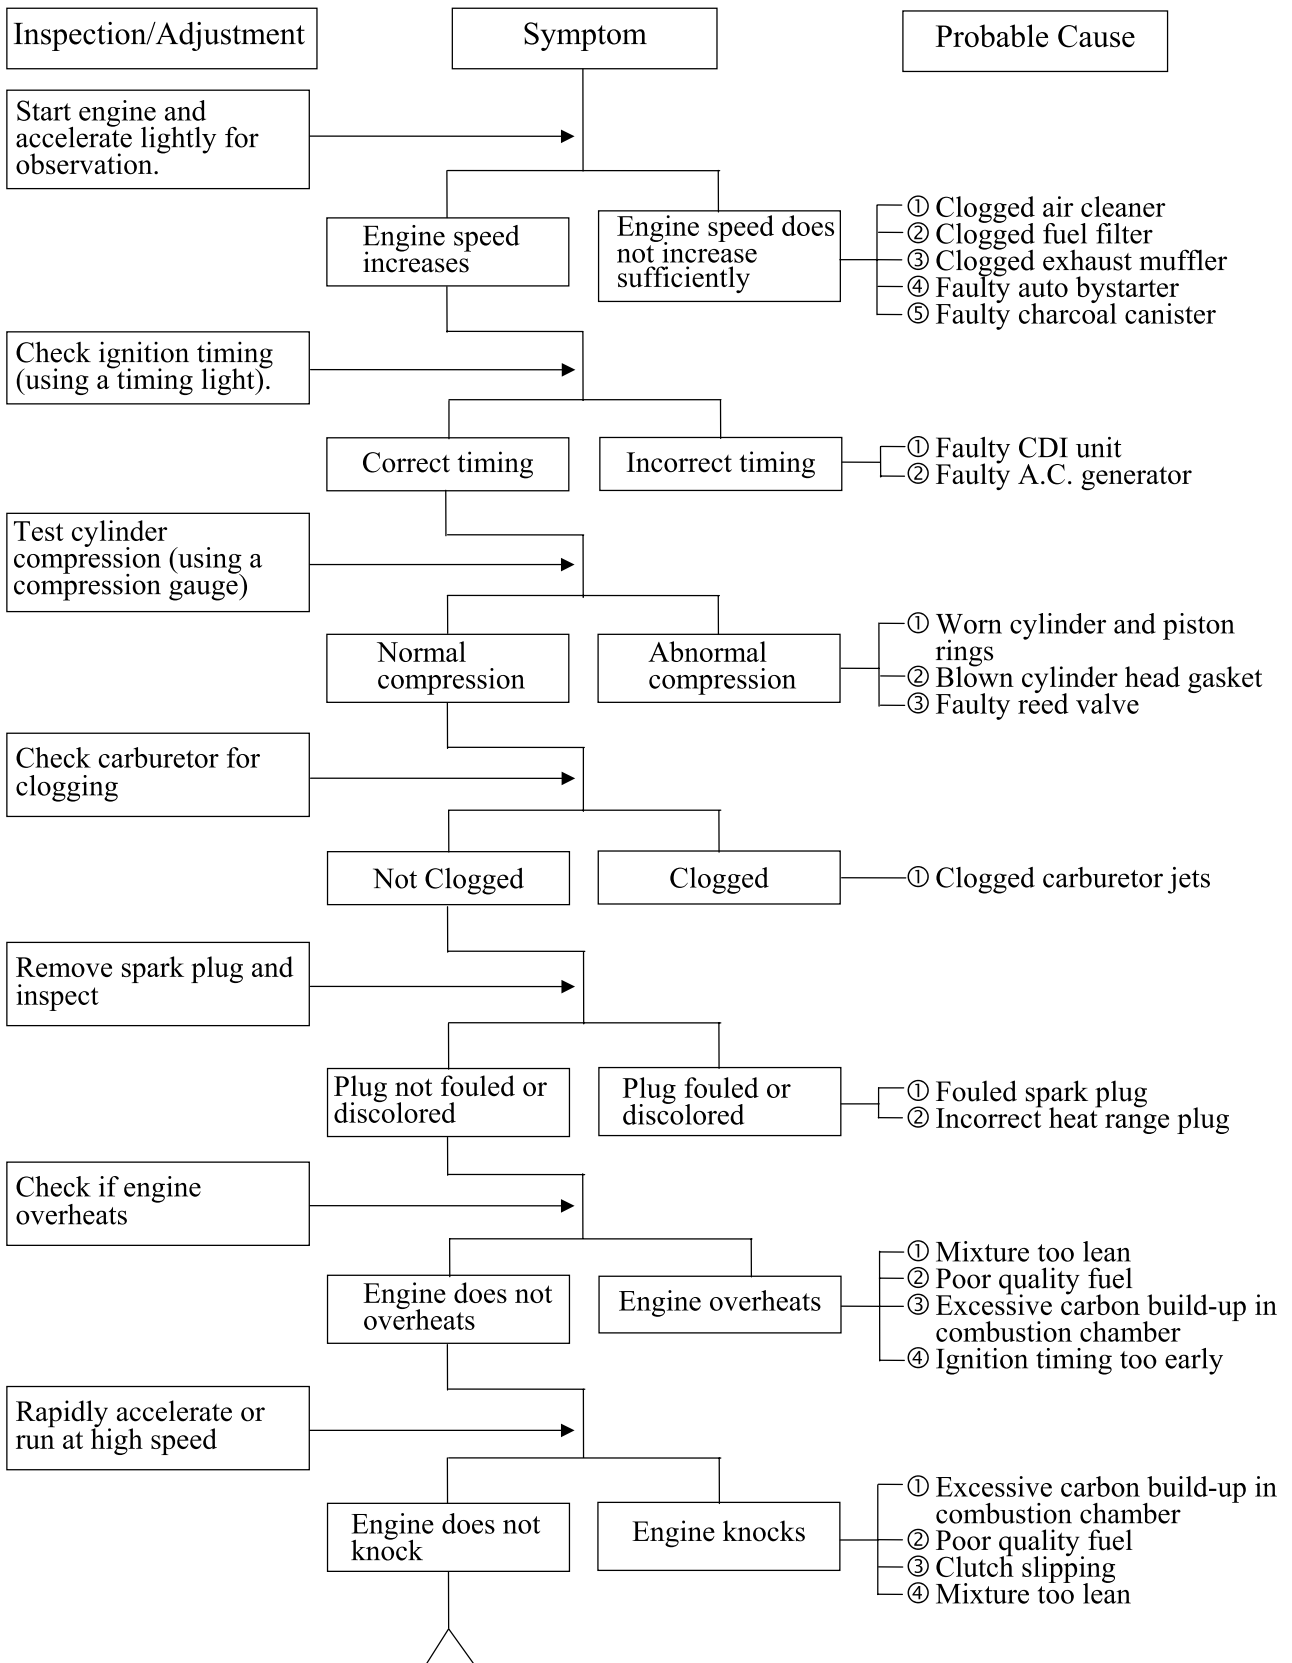 Inspection/Adjustment
Symptom
Probable Cause
Start engine and
accelerate lightly for
observation.
Engine speed
increases
Engine speed does
not increase
sufficiently
① Clogged air cleaner
② Clogged fuel filter
③ Clogged exhaust muffler
④ Faulty auto bystarter
⑤ Faulty charcoal canister
Check ignition timing
(using a timing light).
Correct timing
Incorrect timing
① Faulty CDI unit
② Faulty A.C. generator
Test cylinder
compression (using a
compression gauge)
Normal
compression
Abnormal
compression
① Worn cylinder and piston
rings
② Blown cylinder head gasket
③ Faulty reed valve
Check carburetor for
clogging
Not Clogged
Clogged
① Clogged carburetor jets
Remove spark plug and
inspect
Plug not fouled or
discolored
Plug fouled or
discolored
① Fouled spark plug
② Incorrect heat range plug
Check if engine
overheats
Engine does not
overheats
Engine overheats
① Mixture too lean
② Poor quality fuel
③ Excessive carbon build-up in
combustion chamber
④ Ignition timing too early
Rapidly accelerate or
run at high speed
Engine does not
knock
Engine knocks
① Excessive carbon build-up in
combustion chamber
② Poor quality fuel
③ Clutch slipping
④ Mixture too lean